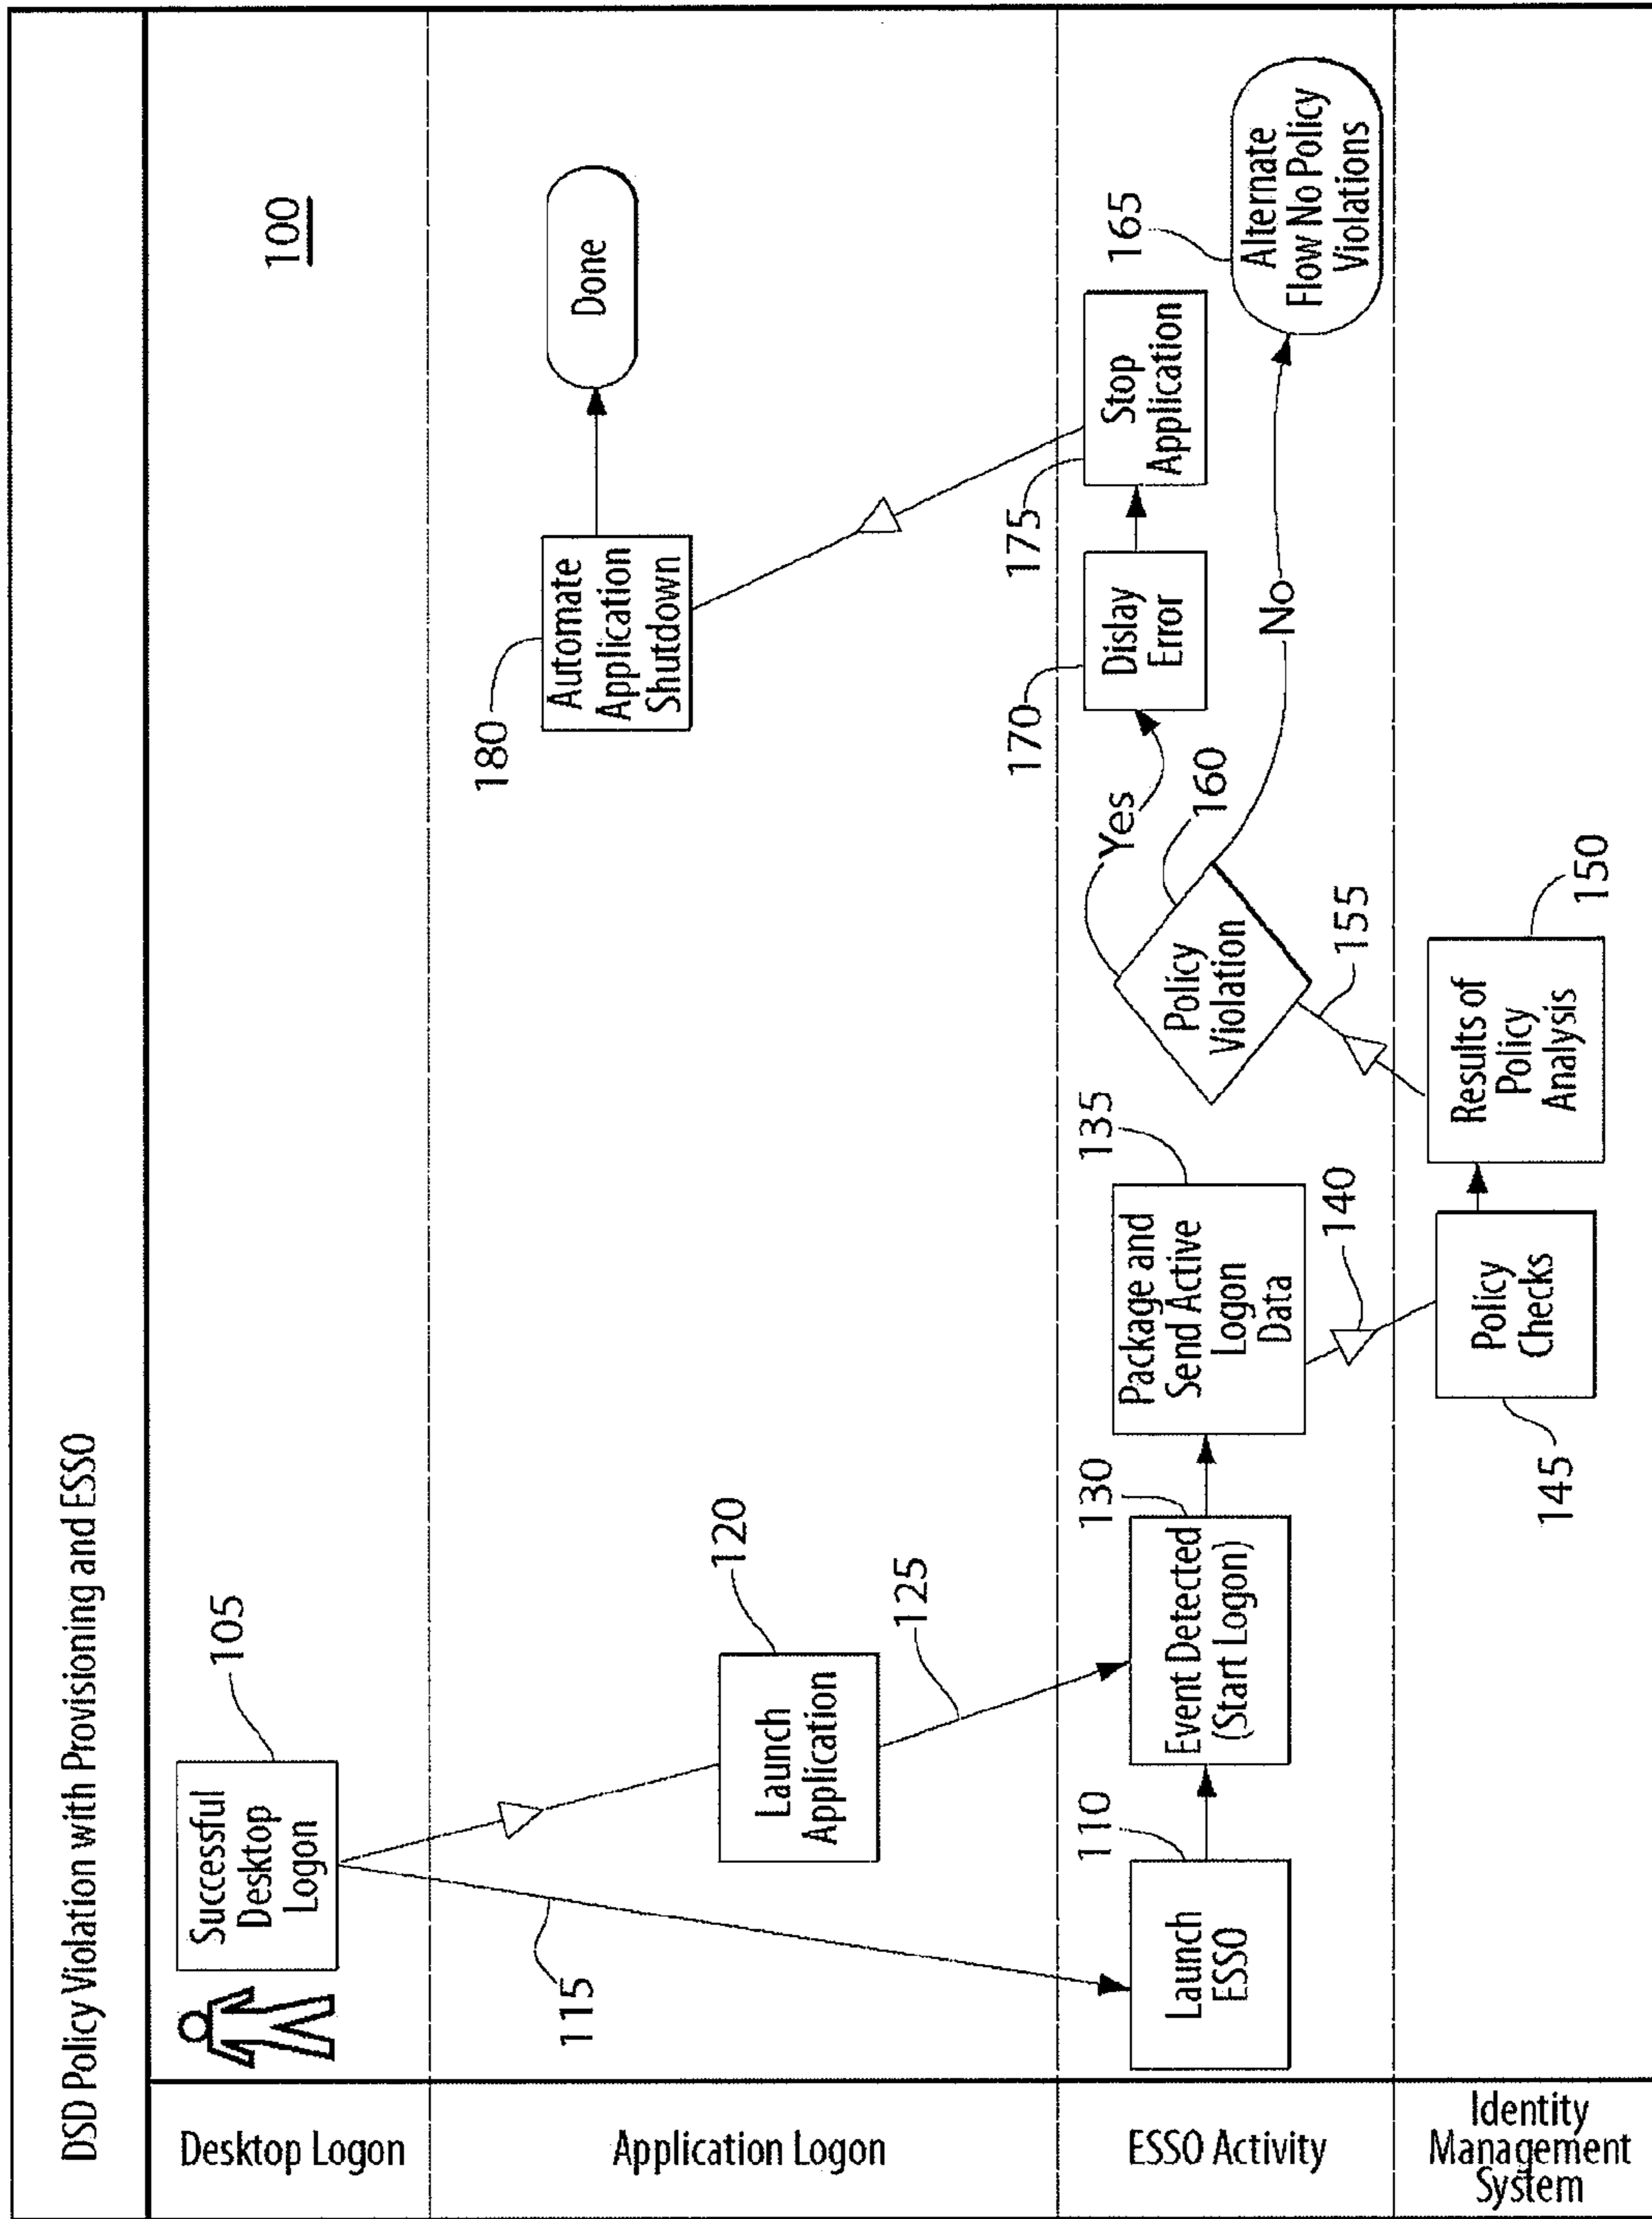 DSD Policy Violation with Provisioning and ESSO
Desktop Logon
Successful
Desktop
Logon
105
100
Application Logon
115
Launch
Application
120
125
180
Automate
Application
Shutdown
Done
ESSO Activity
Launch
ESSO
110
Event Detected
(Start Logon)
130
Package and
Send Active
Logon
Data
135
140
Policy
Violation
155
160
Yes
No
170
Dislay
Error
175
Stop
Application
165
Alternate
Flow No Policy
Violations
Identity
Management
System
145
Policy
Checks
Results of
Policy
Analysis
150